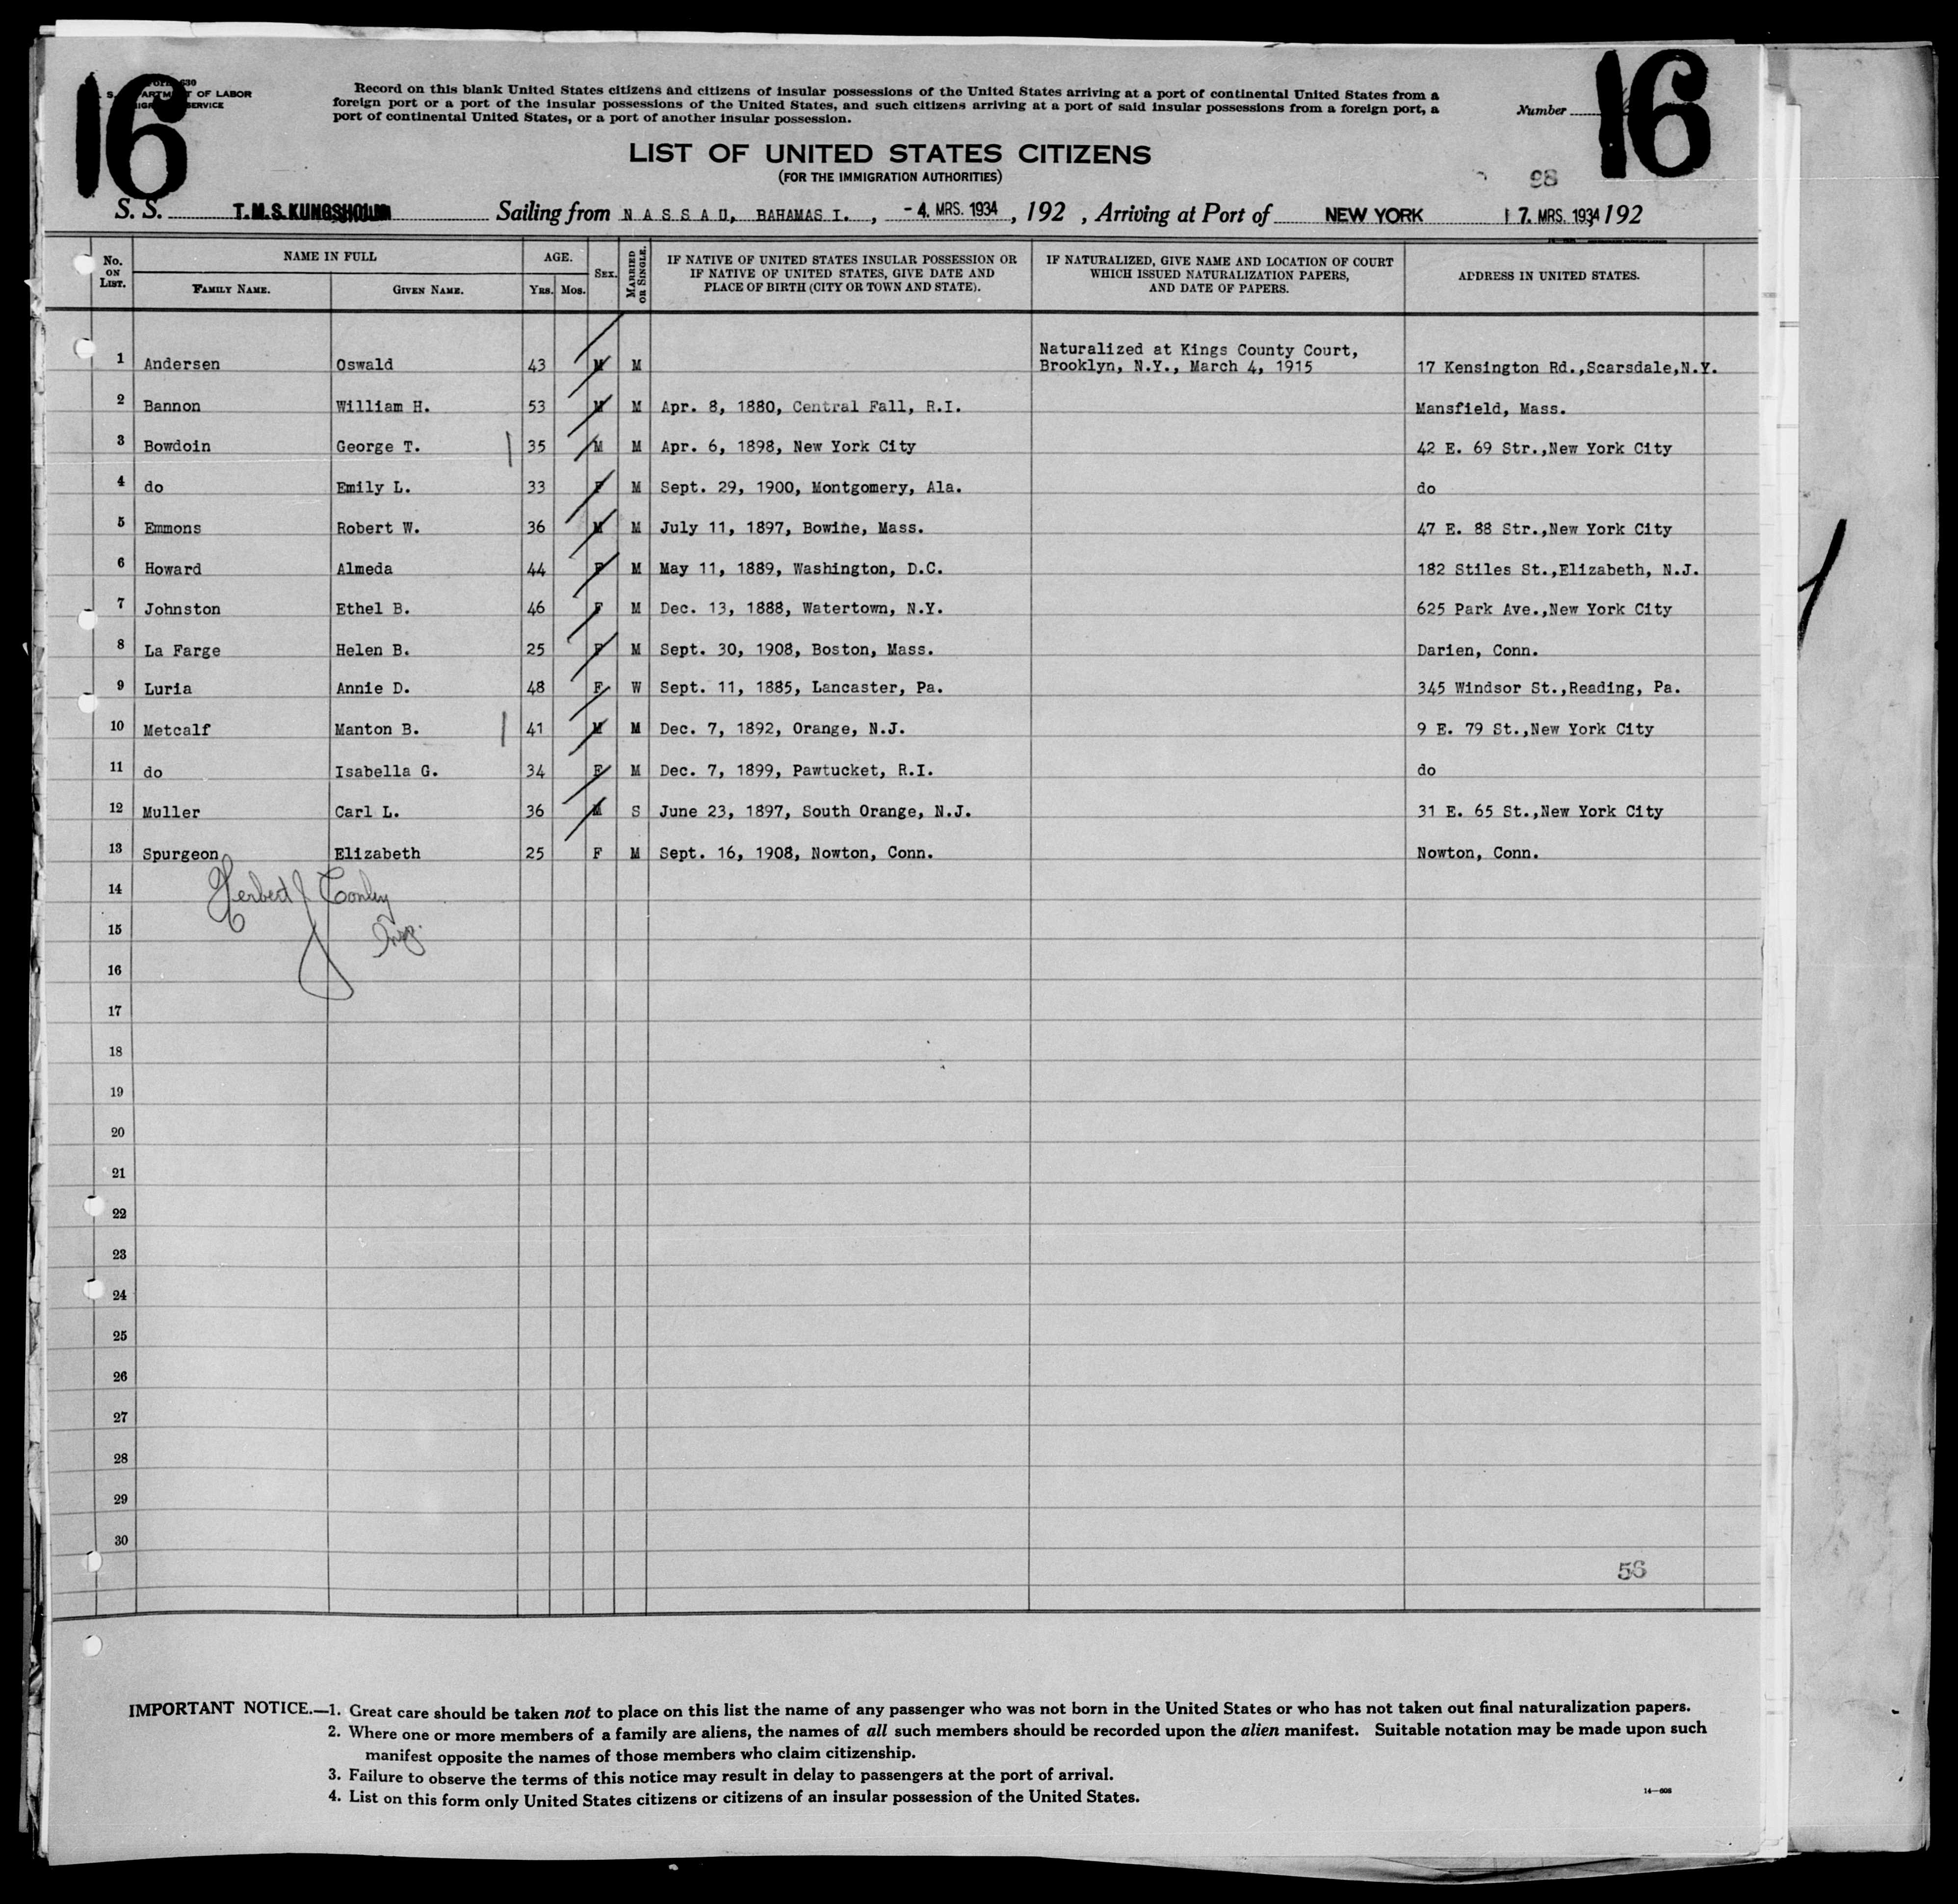 16
16
630
S. DEPARTMENT OF LABOR
SERVICE
Record on this blank United States citizens and citizens of insular possessions of the United States arriving at a port of continental United States from a
foreign port or a port of the insular possessions of the United States, and such citizens arriving at a port of said insular possessions from a foreign port, a
port of continental United States, or a port of another insular possession.
Number
LIST OF UNITED STATES CITIZENS
(FOR THE IMMIGRATION AUTHORITIES)
98
S. S. T.M.S. KUNGSHOLM Sailing from NASSAU, BAHAMAS I., -4. MRS. 1934, 192 , Arriving at Port of NEW YORK 17. MRS. 1934 192
No. ON LIST. NAME IN FULL AGE. SEX. MARRIED OR SINGLE. IF NATIVE OF UNITED STATES INSULAR POSSESSION OR IF NATIVE OF UNITED STATES, GIVE DATE AND PLACE OF BIRTH (CITY OR TOWN AND STATE). IF NATURALIZED, GIVE NAME AND LOCATION OF COURT WHICH ISSUED NATURALIZATION PAPERS, AND DATE OF PAPERS. ADDRESS IN UNITED STATES.
FAMILY NAME. GIVEN NAME. YRS. MOS.
Naturalized at Kings County Court,
1 Andersen Oswald 43 M M Brooklyn, N.Y., March 4, 1915 17 Kensington Rd.,Scarsdale,N.Y.
2 Bannon William H. 53 M M Apr. 8, 1880, Central Fall, R.I. Mansfield, Mass.
3 Bowdoin George T. 35 M M Apr. 6, 1898, New York City 42 E. 69 Str.,New York City
4 do Emily L. 33 F M Sept. 29, 1900, Montgomery, Ala. do
5 Emmons Robert W. 36 M M July 11, 1897, Bowine, Mass. 47 E. 88 Str.,New York City
6 Howard Almeda 44 F M May 11, 1889, Washington, D.C. 182 Stiles St.,Elizabeth, N.J.
7 Johnston Ethel B. 46 F M Dec. 13, 1888, Watertown, N.Y. 625 Park Ave.,New York City
8 La Farge Helen B. 25 F M Sept. 30, 1908, Boston, Mass. Darien, Conn.
9 Luria Annie D. 48 F W Sept. 11, 1885, Lancaster, Pa. 345 Windsor St.,Reading, Pa.
10 Metcalf Manton B. 41 M M Dec. 7, 1892, Orange, N.J. 9 E. 79 St.,New York City
11 do Isabella G. 34 F M Dec. 7, 1899, Pawtucket, R.I. do
12 Muller Carl L. 36 M S June 23, 1897, South Orange, N.J. 31 E. 65 St.,New York City
13 Spurgeon Elizabeth 25 F M Sept. 16, 1908, Nowton, Conn. Nowton, Conn.
14 Herbert J Conley
15 Insp.
16
17
18
19
20
21
22
23
24
25
26
27
28
29
30
56
IMPORTANT NOTICE.—1. Great care should be taken not to place on this list the name of any passenger who was not born in the United States or who has not taken out final naturalization papers.
2. Where one or more members of a family are aliens, the names of all such members should be recorded upon the alien manifest. Suitable notation may be made upon such
manifest opposite the names of those members who claim citizenship.
3. Failure to observe the terms of this notice may result in delay to passengers at the port of arrival.
4. List on this form only United States citizens or citizens of an insular possession of the United States.